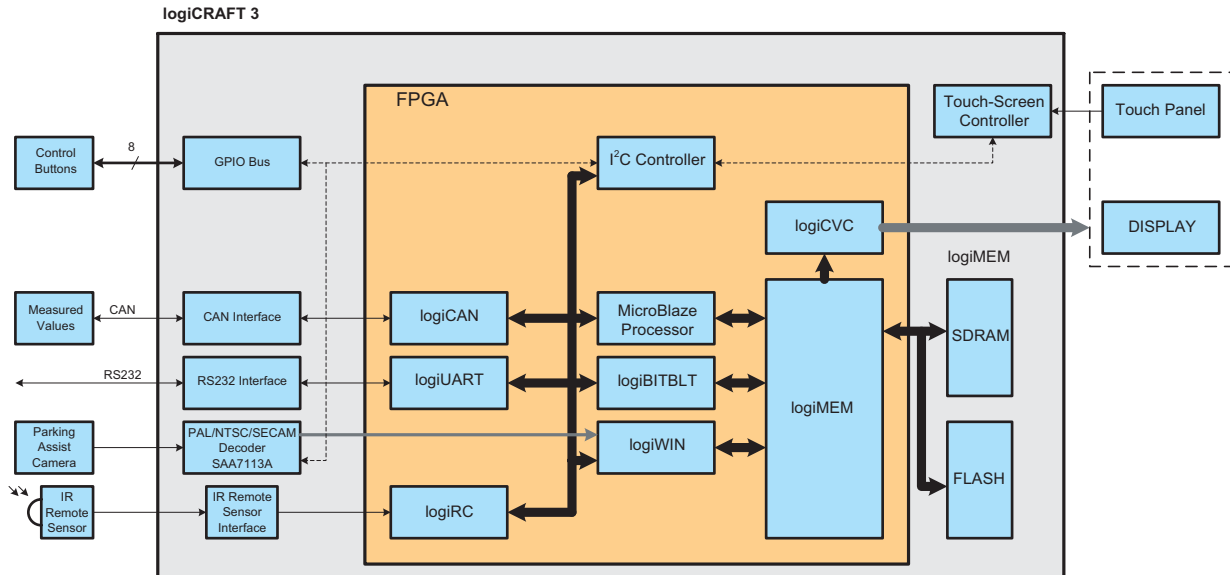 logiCRAFT 3
FPGA
Touch-Screen
Controller
Touch Panel
Control
Buttons
8
GPIO Bus
I²C Controller
logiCVC
DISPLAY
logiMEM
Measured
Values
CAN
CAN Interface
logiCAN
MicroBlaze
Processor
SDRAM
RS232
RS232 Interface
logiUART
logiBITBLT
logiMEM
Parking
Assist
Camera
PAL/NTSC/SECAM
Decoder
SAA7113A
logiWIN
FLASH
IR
Remote
Sensor
IR Remote
Sensor
Interface
logiRC